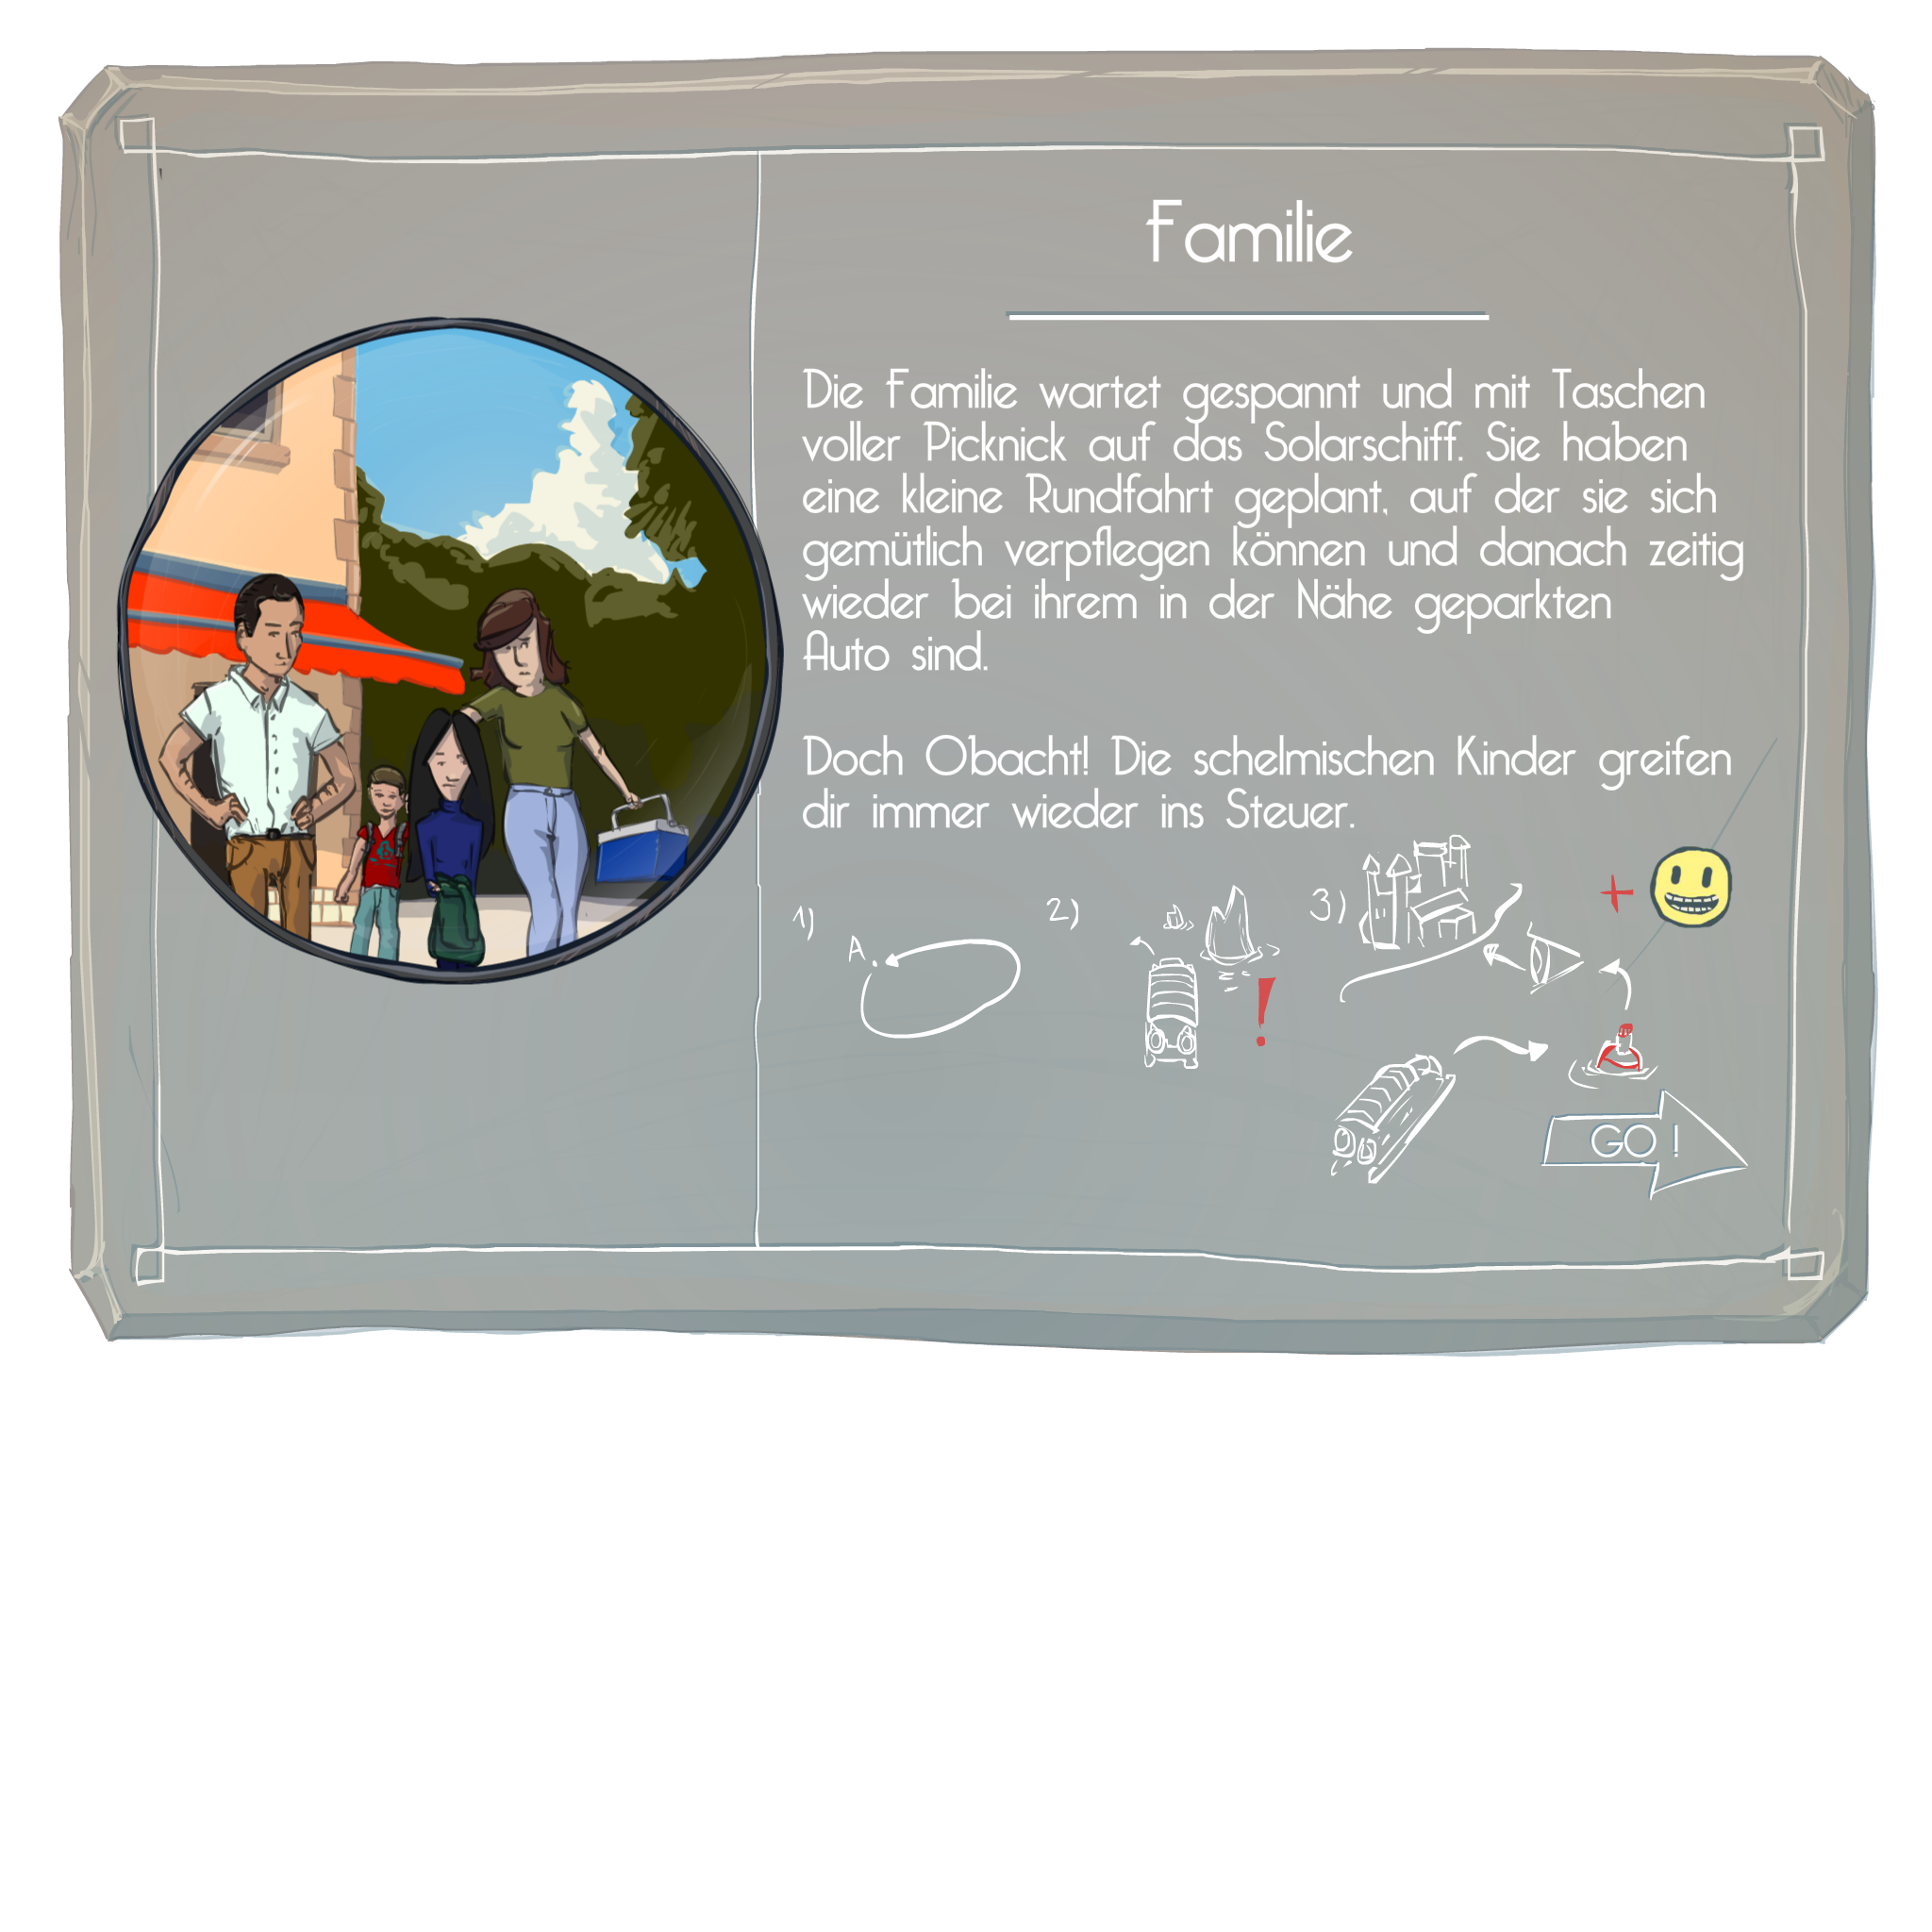 Familie
Die Familie wartet gespannt und mit Taschen
voller Picknick auf das Solarschiff. Sie haben
eine kleine Rundfahrt geplant, auf der sie sich
gemütlich verpflegen können und danach zeitig
wieder bei ihrem in der Nähe geparkten
Auto sind.
Doch Obacht! Die schelmischen Kinder greifen
dir immer wieder ins Steuer.
1)
A.
2)
!
3)
+
GO !